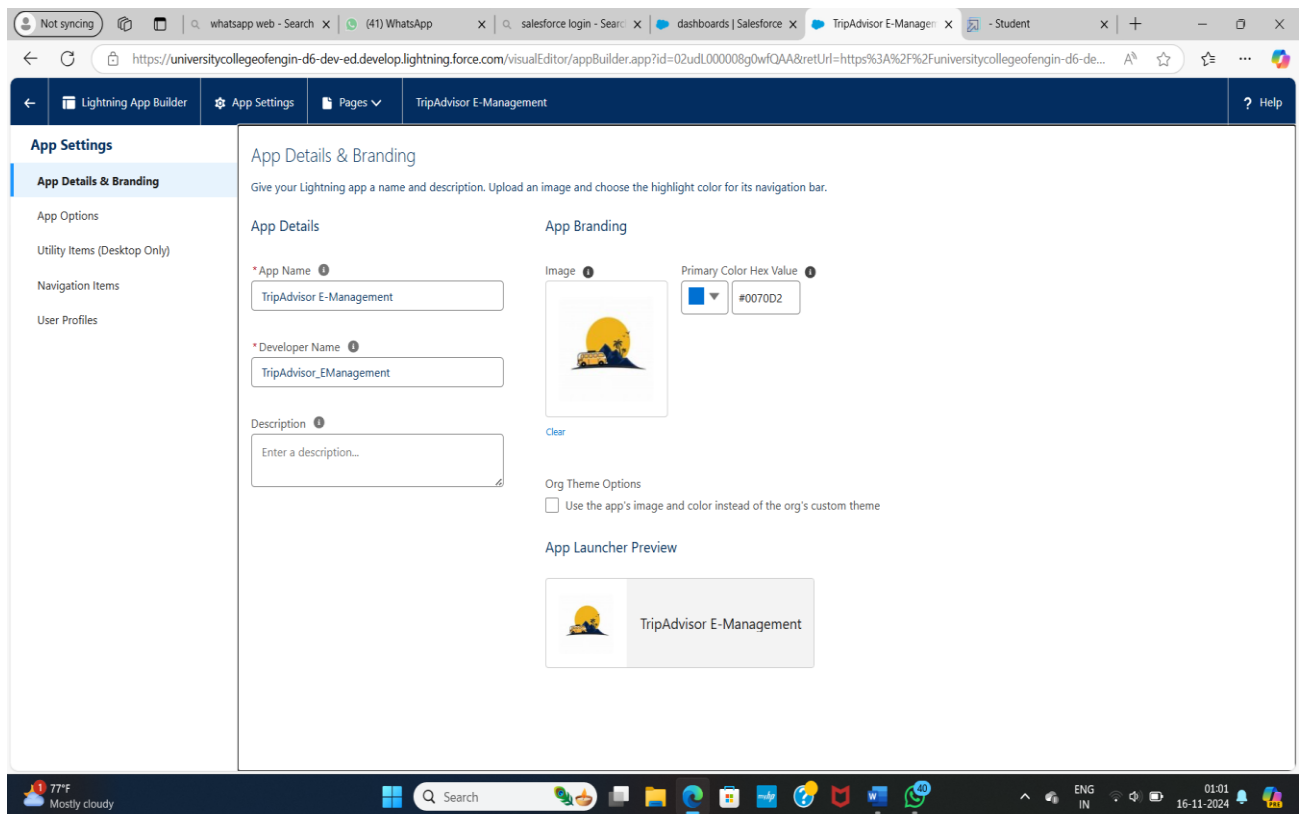 Not syncing
whatsapp web - Search
(41) WhatsApp
salesforce login - Searc
dashboards | Salesforce
TripAdvisor E-Managen
- Student
https://universitycollegeofengin-d6-dev-ed.develop.lightning.force.com/visualEditor/appBuilder.app?id=02udL000008g0wfQAA&retUrl=https%3A%2F%2Funiversitycollegeofengin-d6-de...
Lightning App Builder
App Settings
Pages
TripAdvisor E-Management
? Help
App Settings
App Details & Branding
App Options
Utility Items (Desktop Only)
Navigation Items
User Profiles
App Details & Branding
Give your Lightning app a name and description. Upload an image and choose the highlight color for its navigation bar.
App Details
App Branding
*App Name
TripAdvisor E-Management
*Developer Name
TripAdvisor_EManagement
Description
Enter a description...
Image
Primary Color Hex Value
#0070D2
Clear
Org Theme Options
Use the app's image and color instead of the org's custom theme
App Launcher Preview
TripAdvisor E-Management
1
77°F
Mostly cloudy
Search
40
ENG
IN
01:01
16-11-2024
PRE